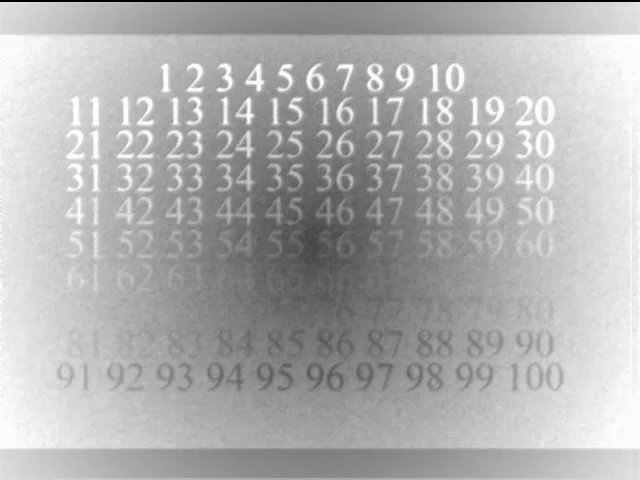 1 2 3 4 5 6 7 8 9 10
11 12 13 14 15 16 17 18 19 20
21 22 23 24 25 26 27 28 29 30
31 32 33 34 35 36 37 38 39 40
41 42 43 44 45 46 47 48 49 50
51 52 53 54 55 56 57 58 59 60
61 62 63 64 65 66
76 77 78 79 80
81 82 83 84 85 86 87 88 89 90
91 92 93 94 95 96 97 98 99 100